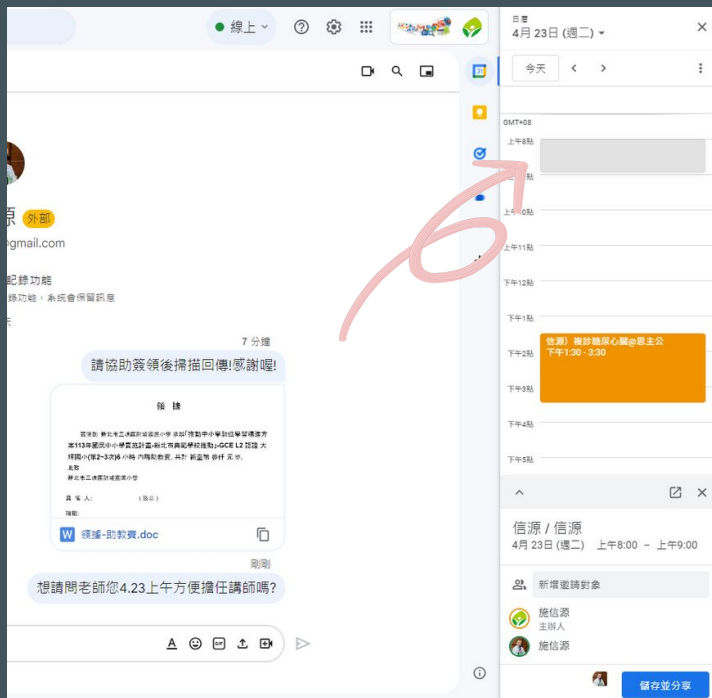 線上
源 外部
@gmail.com
記錄功能
錄功能,系統會保留訊息
天
7 分鐘
請協助簽領後掃描回傳!感謝喔!
領 據
此致
領據-助教費.doc
剛剛
想請問老師您4.23上午方便擔任講師嗎?
日曆
4月 23日 (週二)
今天
GMT+08
上午8點
上午10點
上午11點
下午12點
下午1點
下午2點
下午3點
下午4點
下午5點
信源)複診糖尿心臟@恩主公
下午1:30 - 3:30
信源 / 信源
4月 23日 (週二) 上午8:00 – 上午9:00
新增邀請對象
施信源
主辦人
施信源
儲存並分享